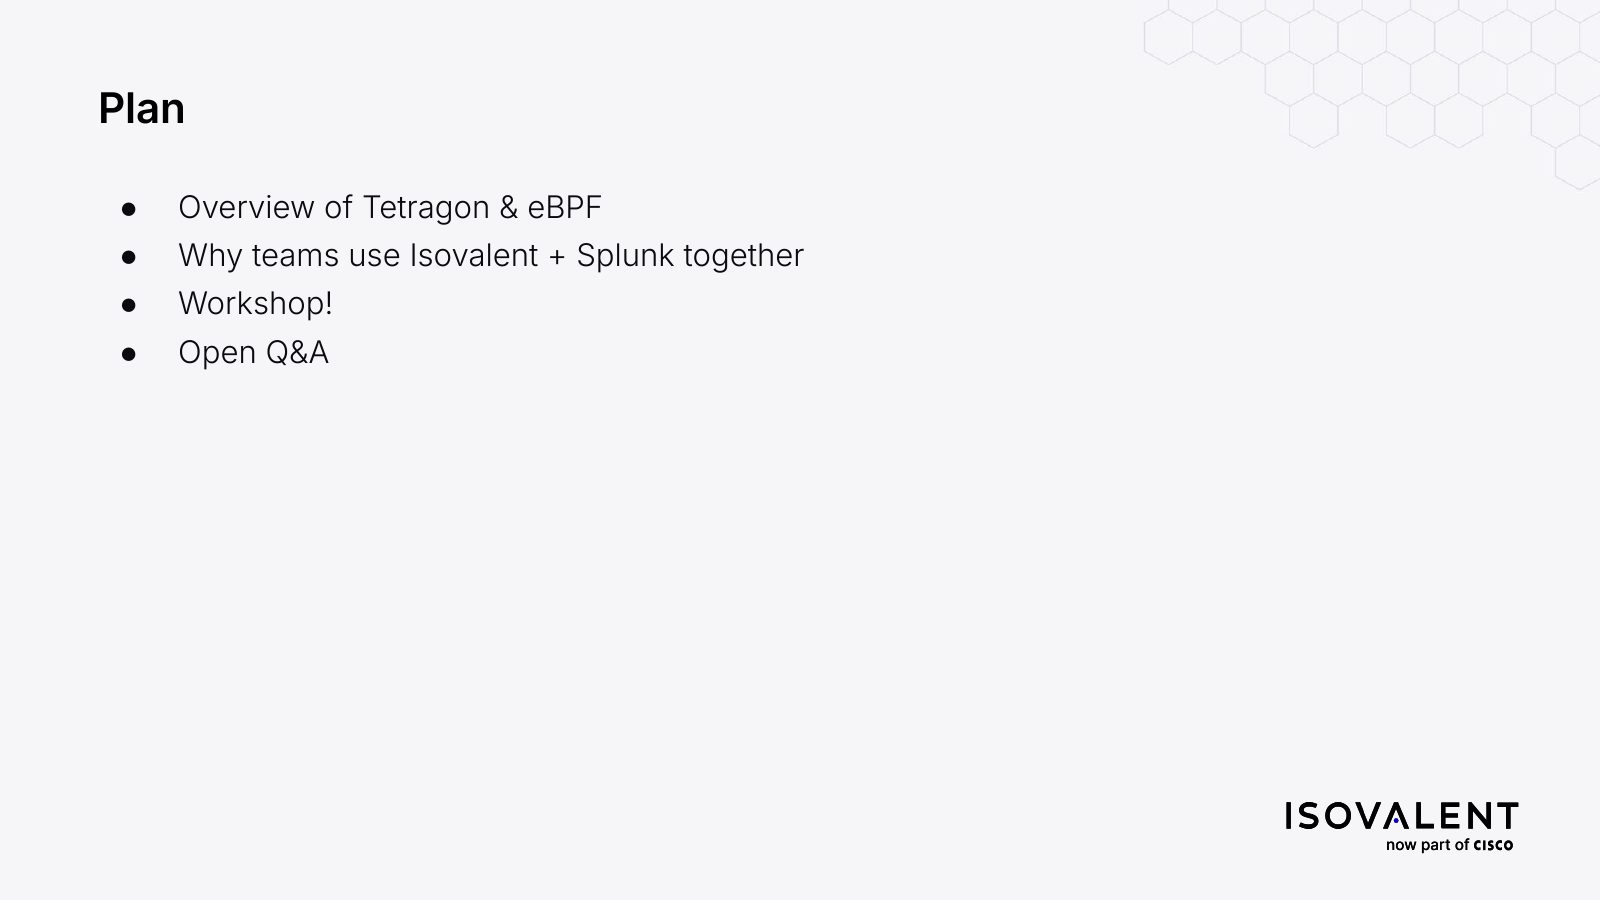 Plan
● Overview of Tetragon & eBPF
● Why teams use Isovalent + Splunk together
● Workshop!
● Open Q&A
ISOVALENT
now part of CISCO